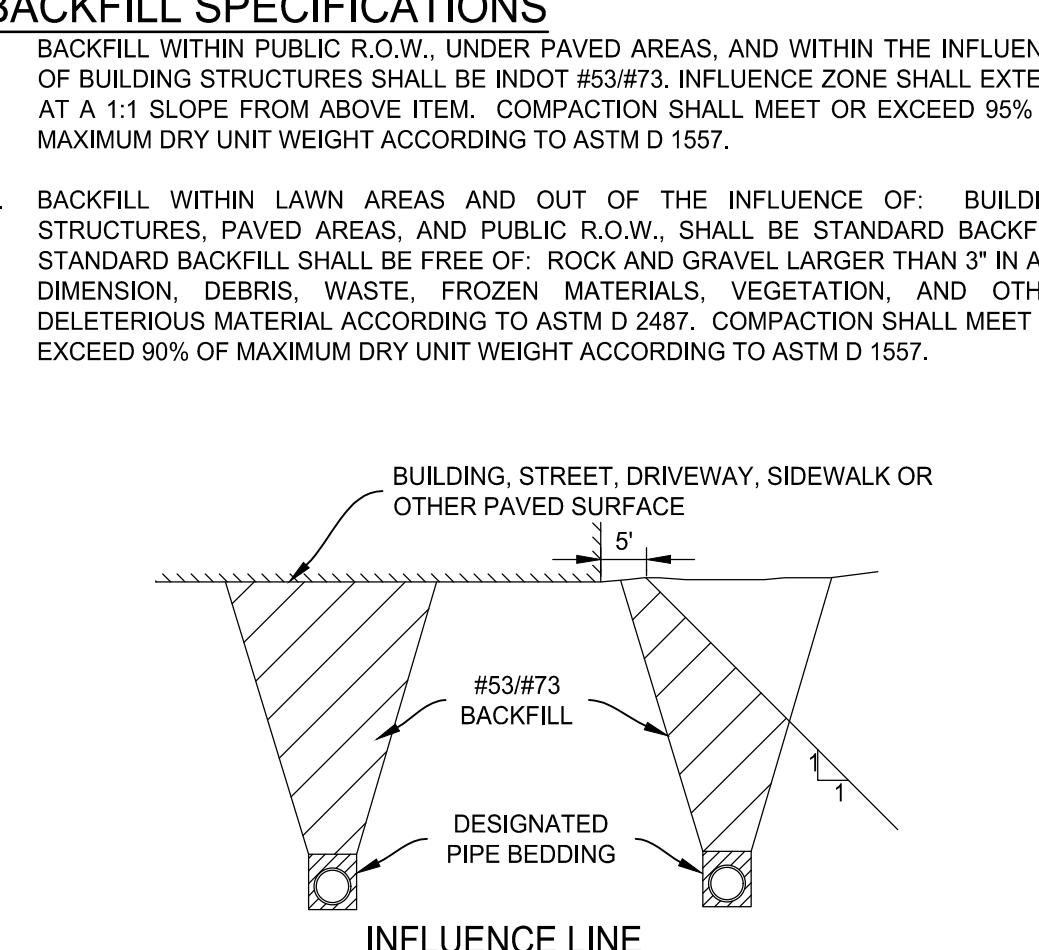 BACKFILL SPECIFICATIONS
BACKFILL WITHIN PUBLIC R.O.W., UNDER PAVED AREAS, AND WITHIN THE
OF BUILDING STRUCTURES SHALL BE INDOT #53/#73. INFLUENCE ZONE SHALL
AT A 1:1 SLOPE FROM ABOVE ITEM. COMPACTION SHALL MEET OR EXCEED 95%
MAXIMUM DRY UNIT WEIGHT ACCORDING TO ASTM D 1557.
BACKFILL WITHIN LAWN AREAS AND OUT OF THE INFLUENCE OF:
STRUCTURES, PAVED AREAS, AND PUBLIC R.O.W., SHALL BE STANDARD
STANDARD BACKFILL SHALL BE FREE OF: ROCK AND GRAVEL LARGER THAN 3" IN
DIMENSION, DEBRIS, WASTE, FROZEN MATERIALS, VEGETATION, AND
DELETERIOUS MATERIAL ACCORDING TO ASTM D 2487. COMPACTION SHALL MEET
EXCEED 90% OF MAXIMUM DRY UNIT WEIGHT ACCORDING TO ASTM D 1557.
BUILDING, STREET, DRIVEWAY, SIDEWALK OR
OTHER PAVED SURFACE
5'
#53/#73
BACKFILL
1
1
DESIGNATED
PIPE BEDDING
INFLUENCE LINE